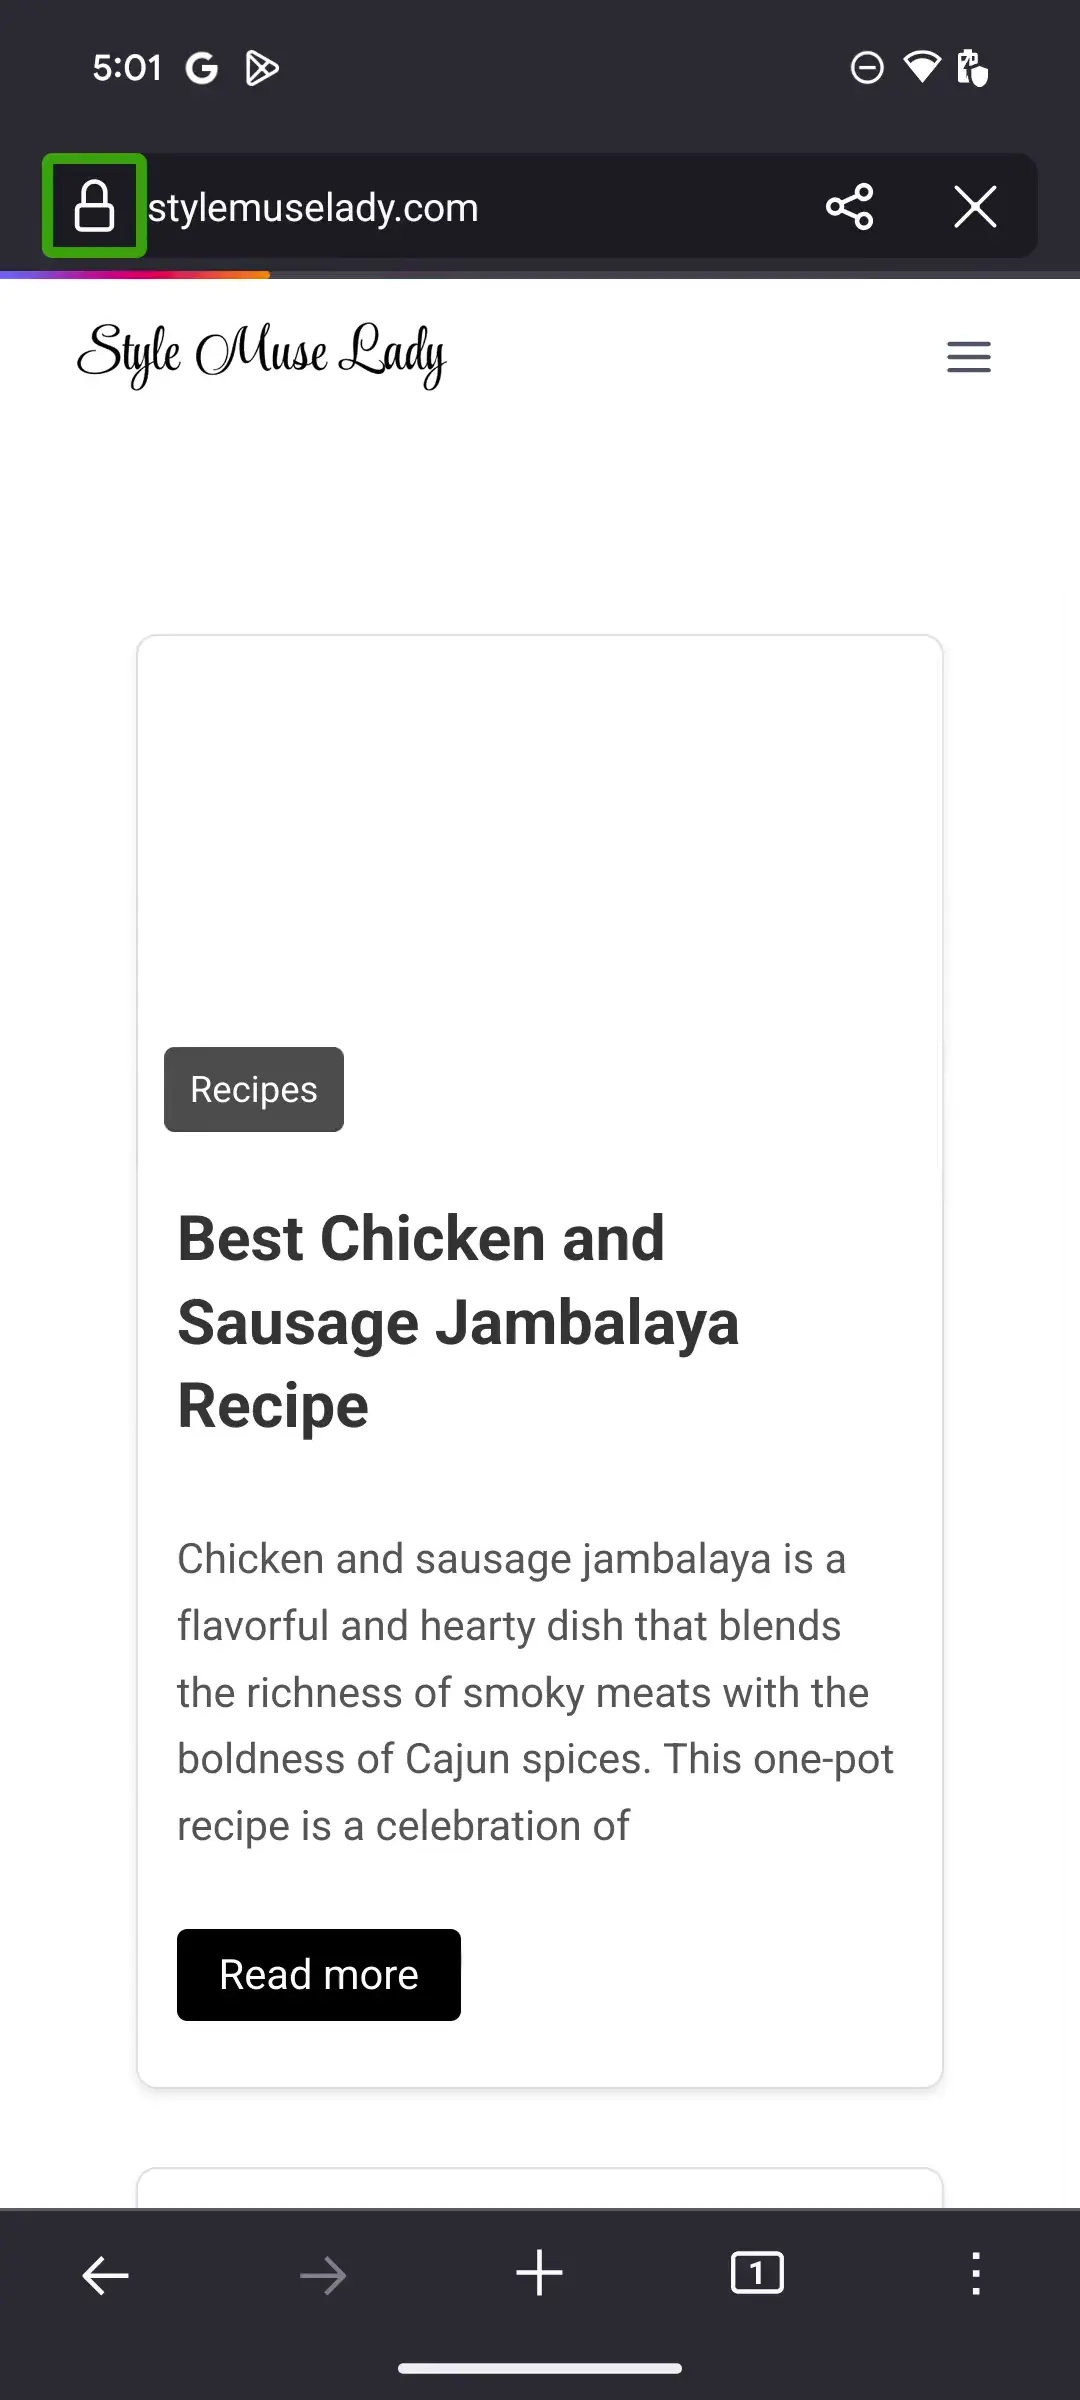 5:01
stylemuselady.com
Style Muse Lady
Recipes
Best Chicken and
Sausage Jambalaya
Recipe
Chicken and sausage jambalaya is a
flavorful and hearty dish that blends
the richness of smoky meats with the
boldness of Cajun spices. This one-pot
recipe is a celebration of
Read more
1